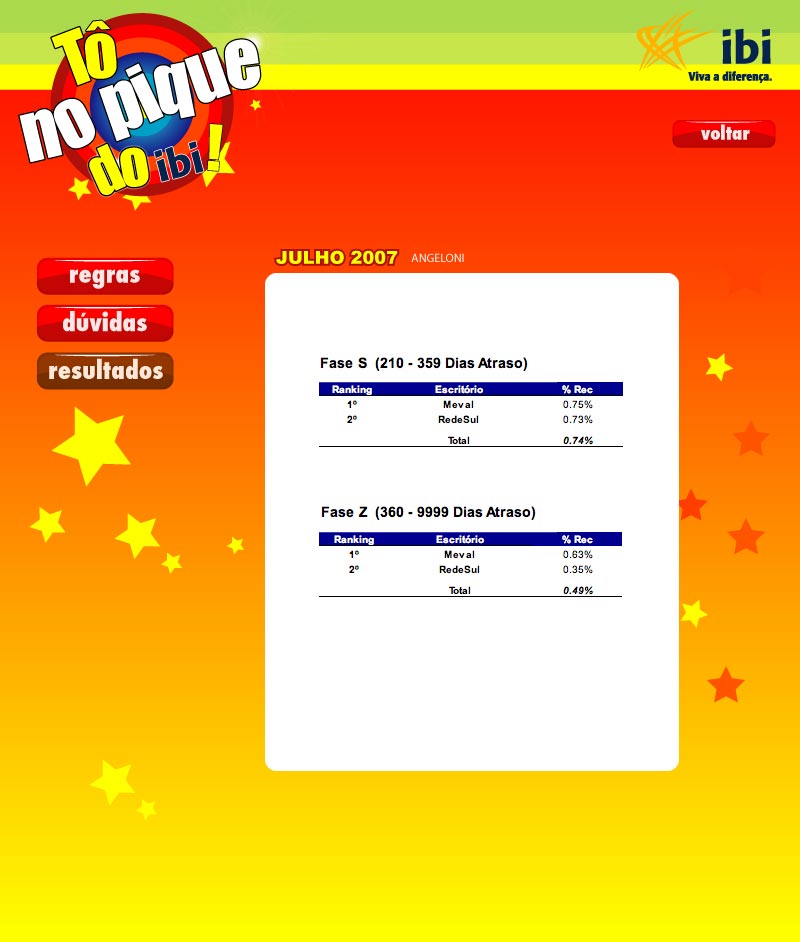 Tô
no pique
do ibi!
ibi
Viva a diferença.
voltar
regras
dúvidas
resultados
JULHO 2007 ANGELONI
Fase S (210 - 359 Dias Atraso)
Ranking Escritório % Rec
1º Meval 0.75%
2º RedeSul 0.73%
Total 0.74%
Fase Z (360 - 9999 Dias Atraso)
Ranking Escritório % Rec
1º Meval 0.63%
2º RedeSul 0.35%
Total 0.49%